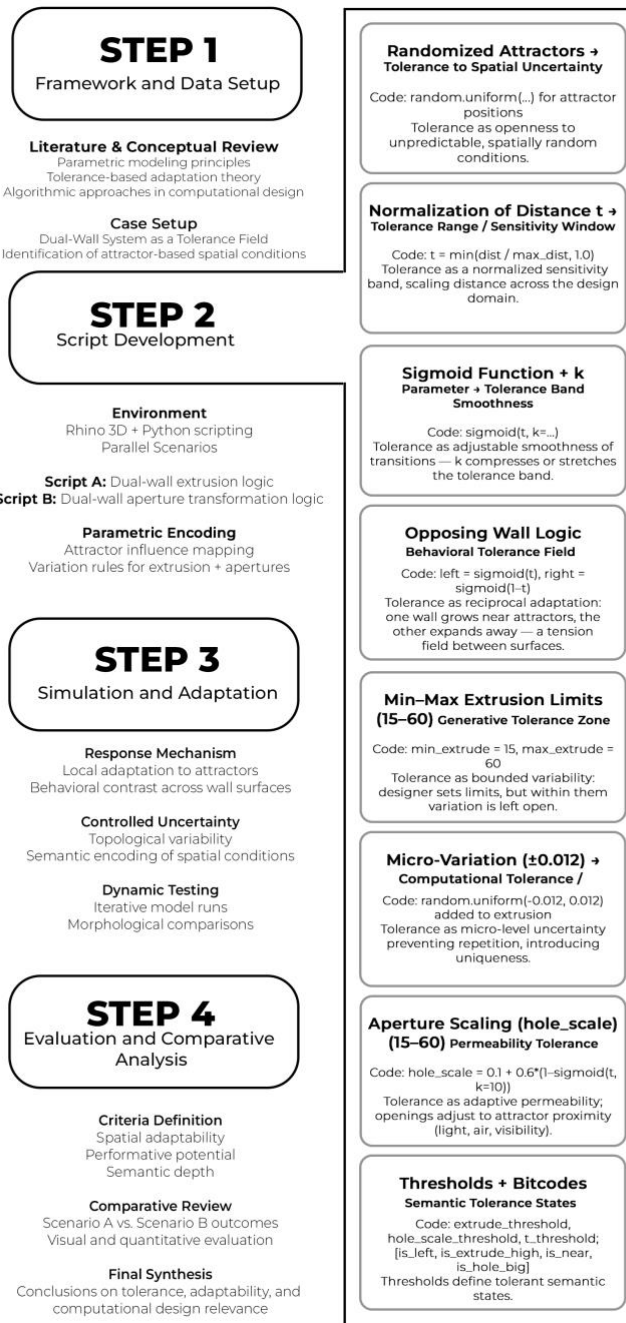 STEP 1
Framework and Data Setup
Literature & Conceptual Review
Parametric modeling principles
Tolerance-based adaptation theory
Algorithmic approaches in computational design
Case Setup
Dual-Wall System as a Tolerance Field
Identification of attractor-based spatial conditions
STEP 2
Script Development
Environment
Rhino 3D + Python scripting
Parallel Scenarios
Script A: Dual-wall extrusion logic
Script B: Dual-wall aperture transformation logic
Parametric Encoding
Attractor influence mapping
Variation rules for extrusion + apertures
STEP 3
Simulation and Adaptation
Response Mechanism
Local adaptation to attractors
Behavioral contrast across wall surfaces
Controlled Uncertainty
Topological variability
Semantic encoding of spatial conditions
Dynamic Testing
Iterative model runs
Morphological comparisons
STEP 4
Evaluation and Comparative
Analysis
Criteria Definition
Spatial adaptability
Performative potential
Semantic depth
Comparative Review
Scenario A vs. Scenario B outcomes
Visual and quantitative evaluation
Final Synthesis
Conclusions on tolerance, adaptability, and
computational design relevance
Randomized Attractors →
Tolerance to Spatial Uncertainty
Code: random.uniform(...) for attractor
positions
Tolerance as openness to
unpredictable, spatially random
conditions.
Normalization of Distance t →
Tolerance Range / Sensitivity Window
Code: t = min(dist / max_dist, 1.0)
Tolerance as a normalized sensitivity
band, scaling distance across the design
domain.
Sigmoid Function + k
Parameter → Tolerance Band
Smoothness
Code: sigmoid(t, k=...)
Tolerance as adjustable smoothness of
transitions — k compresses or stretches
the tolerance band.
Opposing Wall Logic
Behavioral Tolerance Field
Code: left = sigmoid(t), right =
sigmoid(1–t)
Tolerance as reciprocal adaptation:
one wall grows near attractors, the
other expands away — a tension
field between surfaces.
Min–Max Extrusion Limits
(15–60) Generative Tolerance Zone
Code: min_extrude = 15, max_extrude =
60
Tolerance as bounded variability:
designer sets limits, but within them
variation is left open.
Micro-Variation (±0.012) →
Computational Tolerance /
Code: random.uniform(-0.012, 0.012)
added to extrusion
Tolerance as micro-level uncertainty
preventing repetition, introducing
uniqueness.
Aperture Scaling (hole_scale)
(15–60) Permeability Tolerance
Code: hole_scale = 0.1 + 0.6*(1–sigmoid(t,
k=10))
Tolerance as adaptive permeability;
openings adjust to attractor proximity
(light, air, visibility).
Thresholds + Bitcodes
Semantic Tolerance States
Code: extrude_threshold,
hole_scale_threshold, t_threshold;
[is_left, is_extrude_high, is_near,
is_hole_big]
Thresholds define tolerant semantic
states.